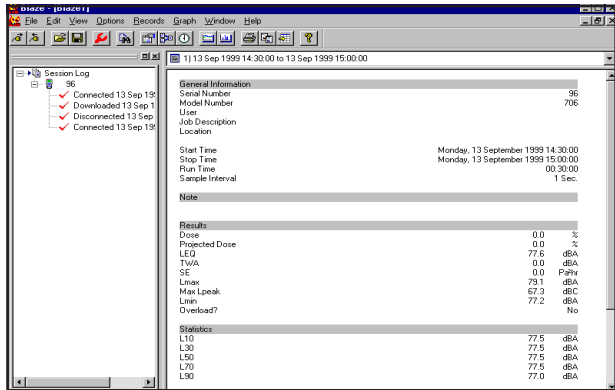 Blaze - [Blaze1]
File Edit View Options Records Graph Window Help
1) 13 Sep 1999 14:30:00 to 13 Sep 1999 15:00:00
Session Log
96
Connected 13 Sep 19
Downloaded 13 Sep 1
Disconnected 13 Sep
Connected 13 Sep 19
General Information
Serial Number 96
Model Number 706
User
Job Description
Location
Start Time Monday, 13 September 1999 14:30:00
Stop Time Monday, 13 September 1999 15:00:00
Run Time 00:30:00
Sample Interval 1 Sec.
Note
Results
Dose 0.0 %
Projected Dose 0.0 %
LEQ 77.6 dBA
TWA 0.0 dBA
SE 0.0 Pa²hr
Lmax 79.1 dBA
Max Lpeak 67.3 dBC
Lmin 77.2 dBA
Overload? No
Statistics
L10 77.5 dBA
L30 77.5 dBA
L50 77.5 dBA
L70 77.5 dBA
L90 77.0 dBA